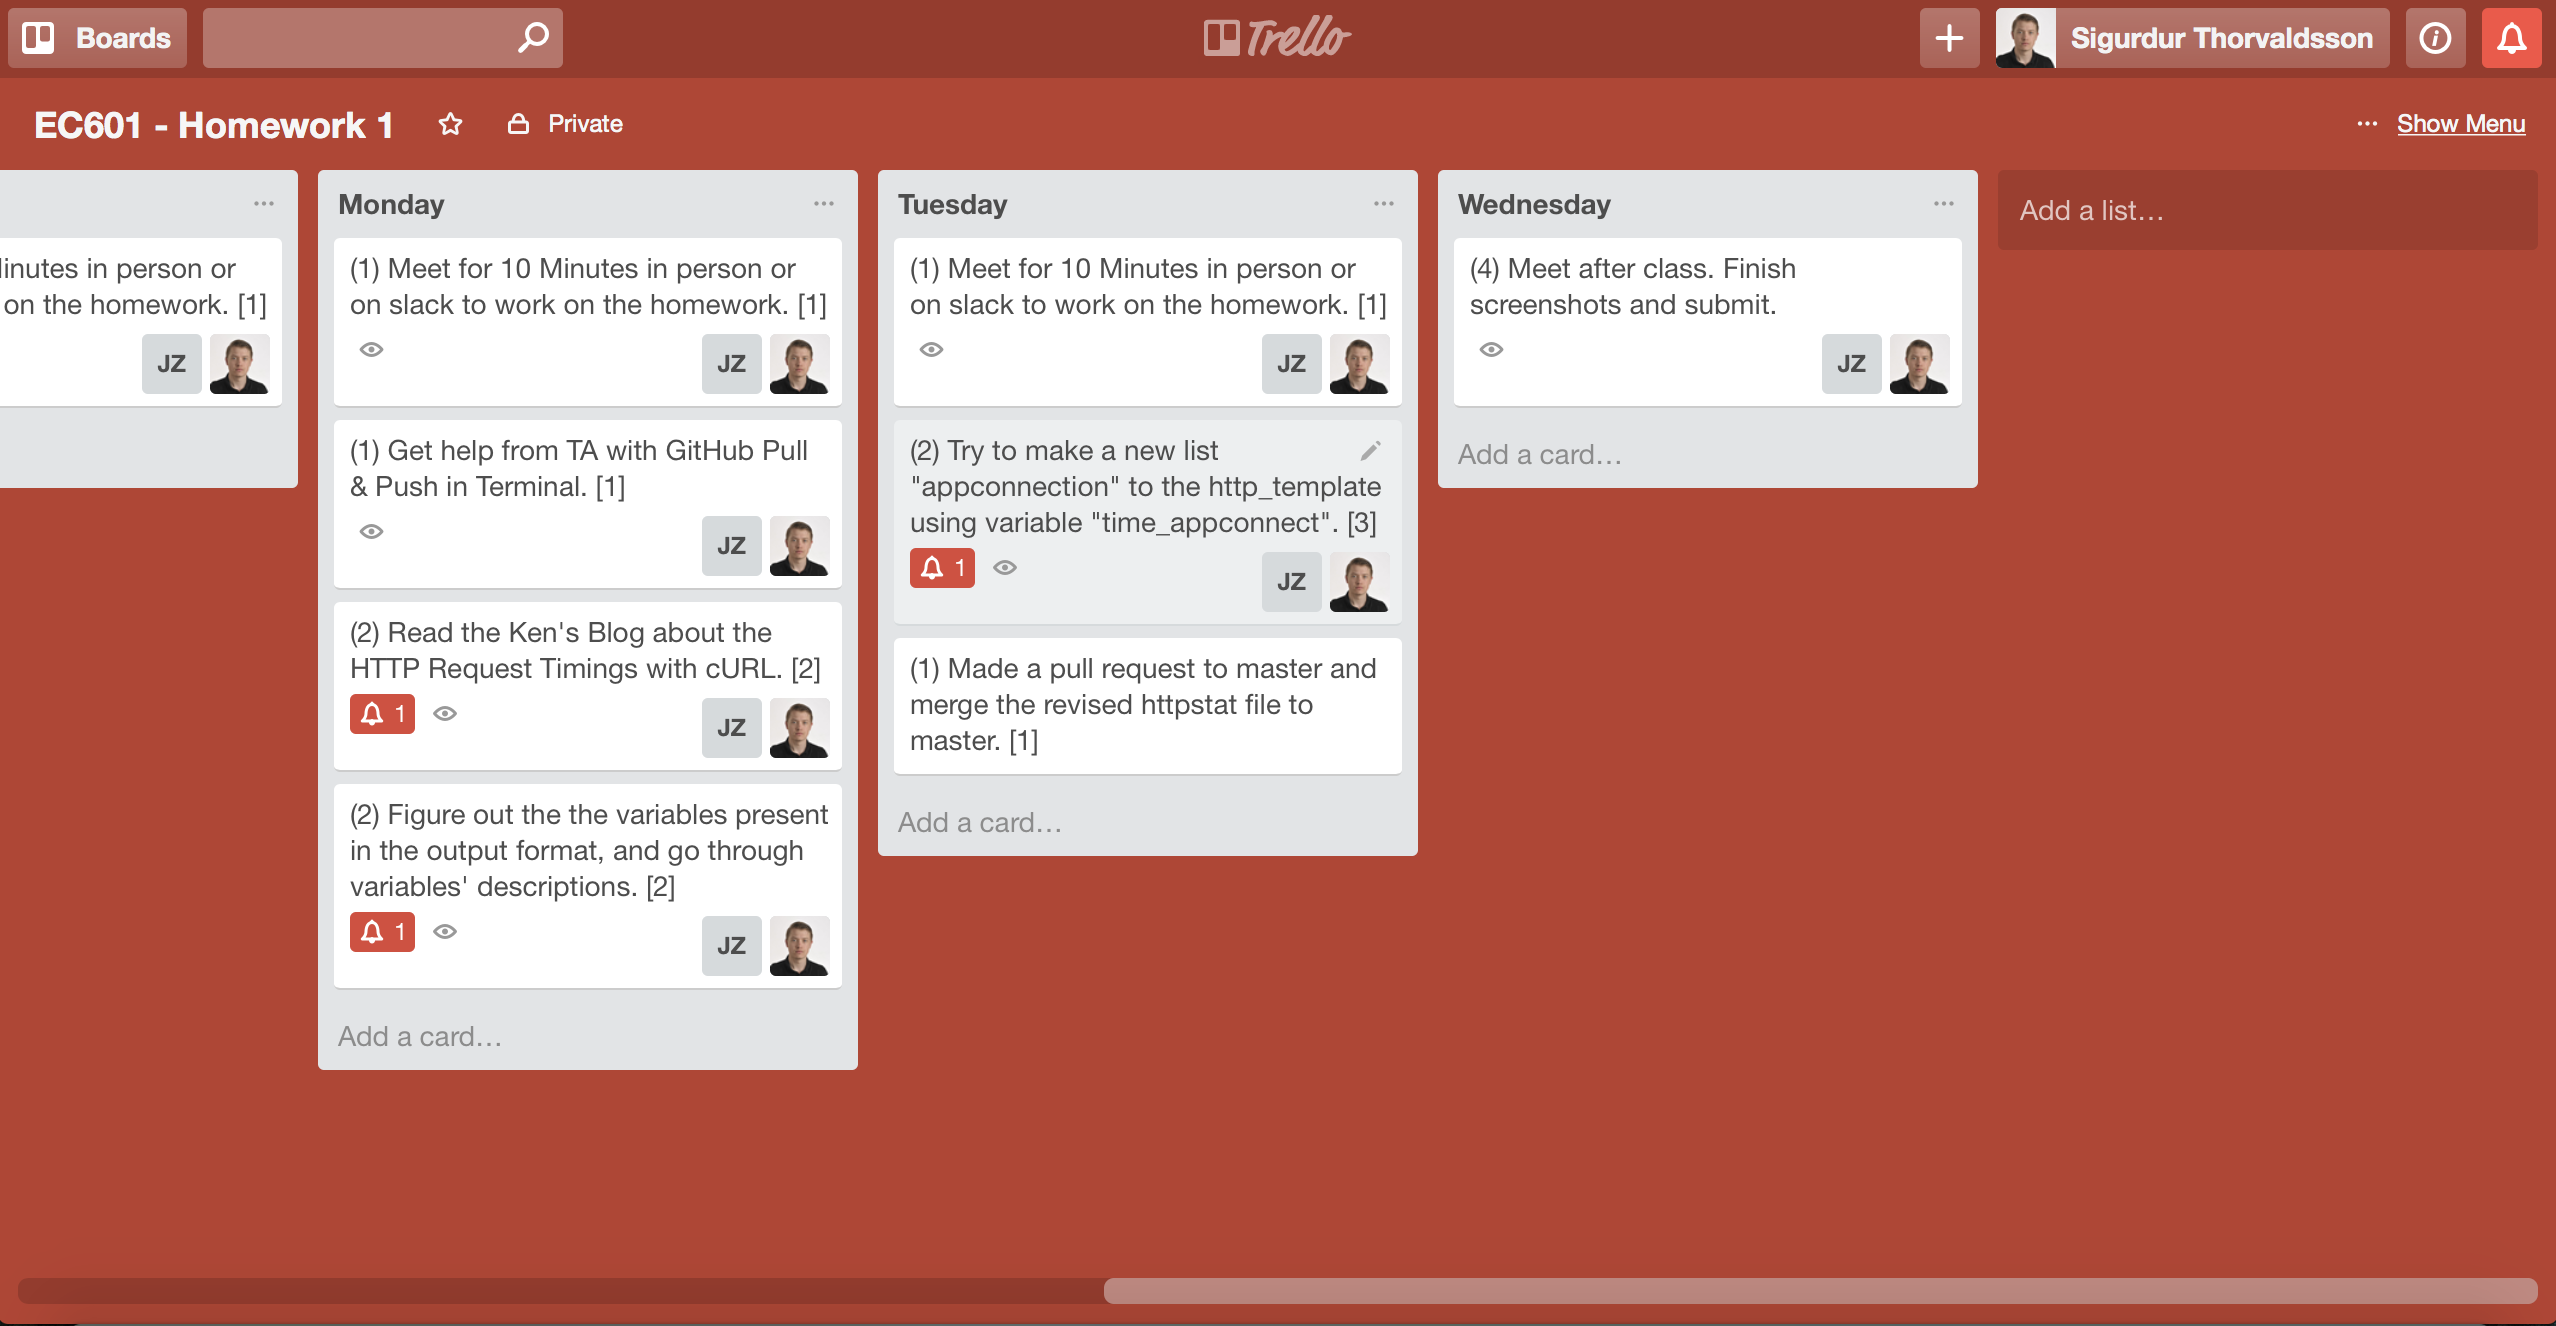 Boards
Trello
Sigurdur Thorvaldsson
EC601 - Homework 1
Private
... Show Menu
inutes in person or
on the homework. [1]
JZ
Monday
(1) Meet for 10 Minutes in person or
on slack to work on the homework. [1]
JZ
(1) Get help from TA with GitHub Pull
& Push in Terminal. [1]
JZ
(2) Read the Ken's Blog about the
HTTP Request Timings with cURL. [2]
1
JZ
(2) Figure out the the variables present
in the output format, and go through
variables' descriptions. [2]
1
JZ
Add a card…
Tuesday
(1) Meet for 10 Minutes in person or
on slack to work on the homework. [1]
JZ
(2) Try to make a new list
"appconnection" to the http_template
using variable "time_appconnect". [3]
1
JZ
(1) Made a pull request to master and
merge the revised httpstat file to
master. [1]
Add a card…
Wednesday
(4) Meet after class. Finish
screenshots and submit.
JZ
Add a card…
Add a list…